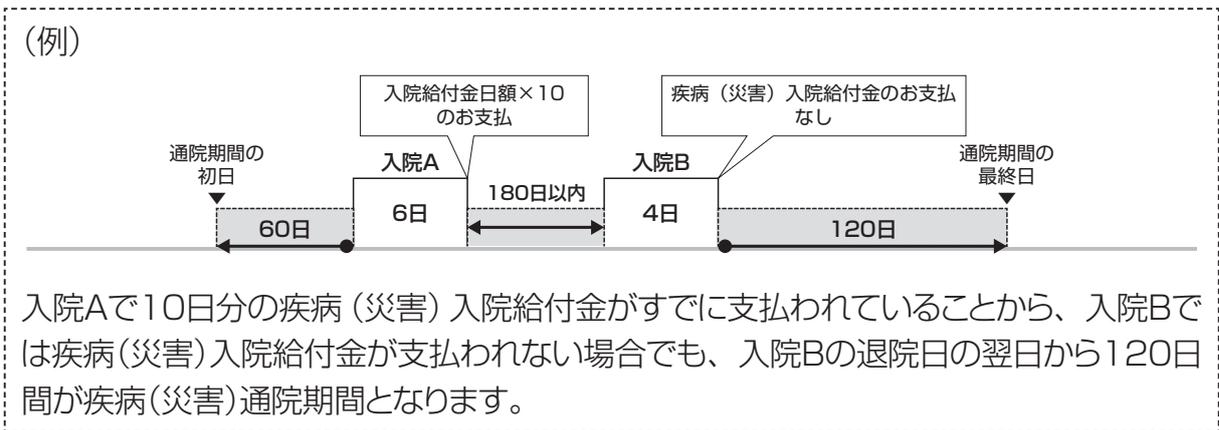 (例)
入院給付金日額×10
のお支払
疾病(災害)入院給付金のお支払
なし
通院期間の
初日
入院A
入院B
通院期間の
最終日
60日
6日
180日以内
4日
120日
入院Aで10日分の疾病(災害)入院給付金がすでに支払われていることから、入院Bで
は疾病(災害)入院給付金が支払われない場合でも、入院Bの退院日の翌日から120日
間が疾病(災害)通院期間となります。